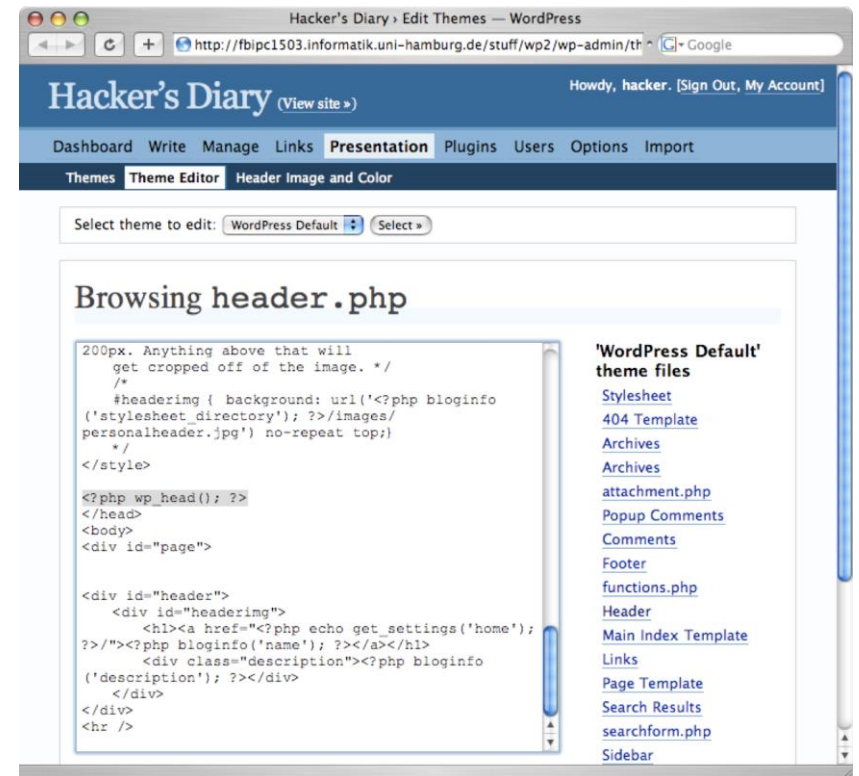 Hacker's Diary › Edit Themes — WordPress
http://fbipc1503.informatik.uni-hamburg.de/stuff/wp2/wp-admin/th
Google
Hacker's Diary (View site »)
Howdy, hacker. [Sign Out, My Account]
Dashboard Write Manage Links Presentation Plugins Users Options Import
Themes Theme Editor Header Image and Color
Select theme to edit: WordPress Default Select »
Browsing header.php
200px. Anything above that will
get cropped off of the image. */
/*
#headerimg { background: url('<?php bloginfo
('stylesheet_directory'); ?>/images/
personalheader.jpg') no-repeat top;}
*/
</style>
<?php wp_head(); ?>
</head>
<body>
<div id="page">
<div id="header">
<div id="headerimg">
<h1><a href="<?php echo get_settings('home');
?>/"><?php bloginfo('name'); ?></a></h1>
<div class="description"><?php bloginfo
('description'); ?></div>
</div>
</div>
<hr />
'WordPress Default'
theme files
Stylesheet
404 Template
Archives
Archives
attachment.php
Popup Comments
Comments
Footer
functions.php
Header
Main Index Template
Links
Page Template
Search Results
searchform.php
Sidebar